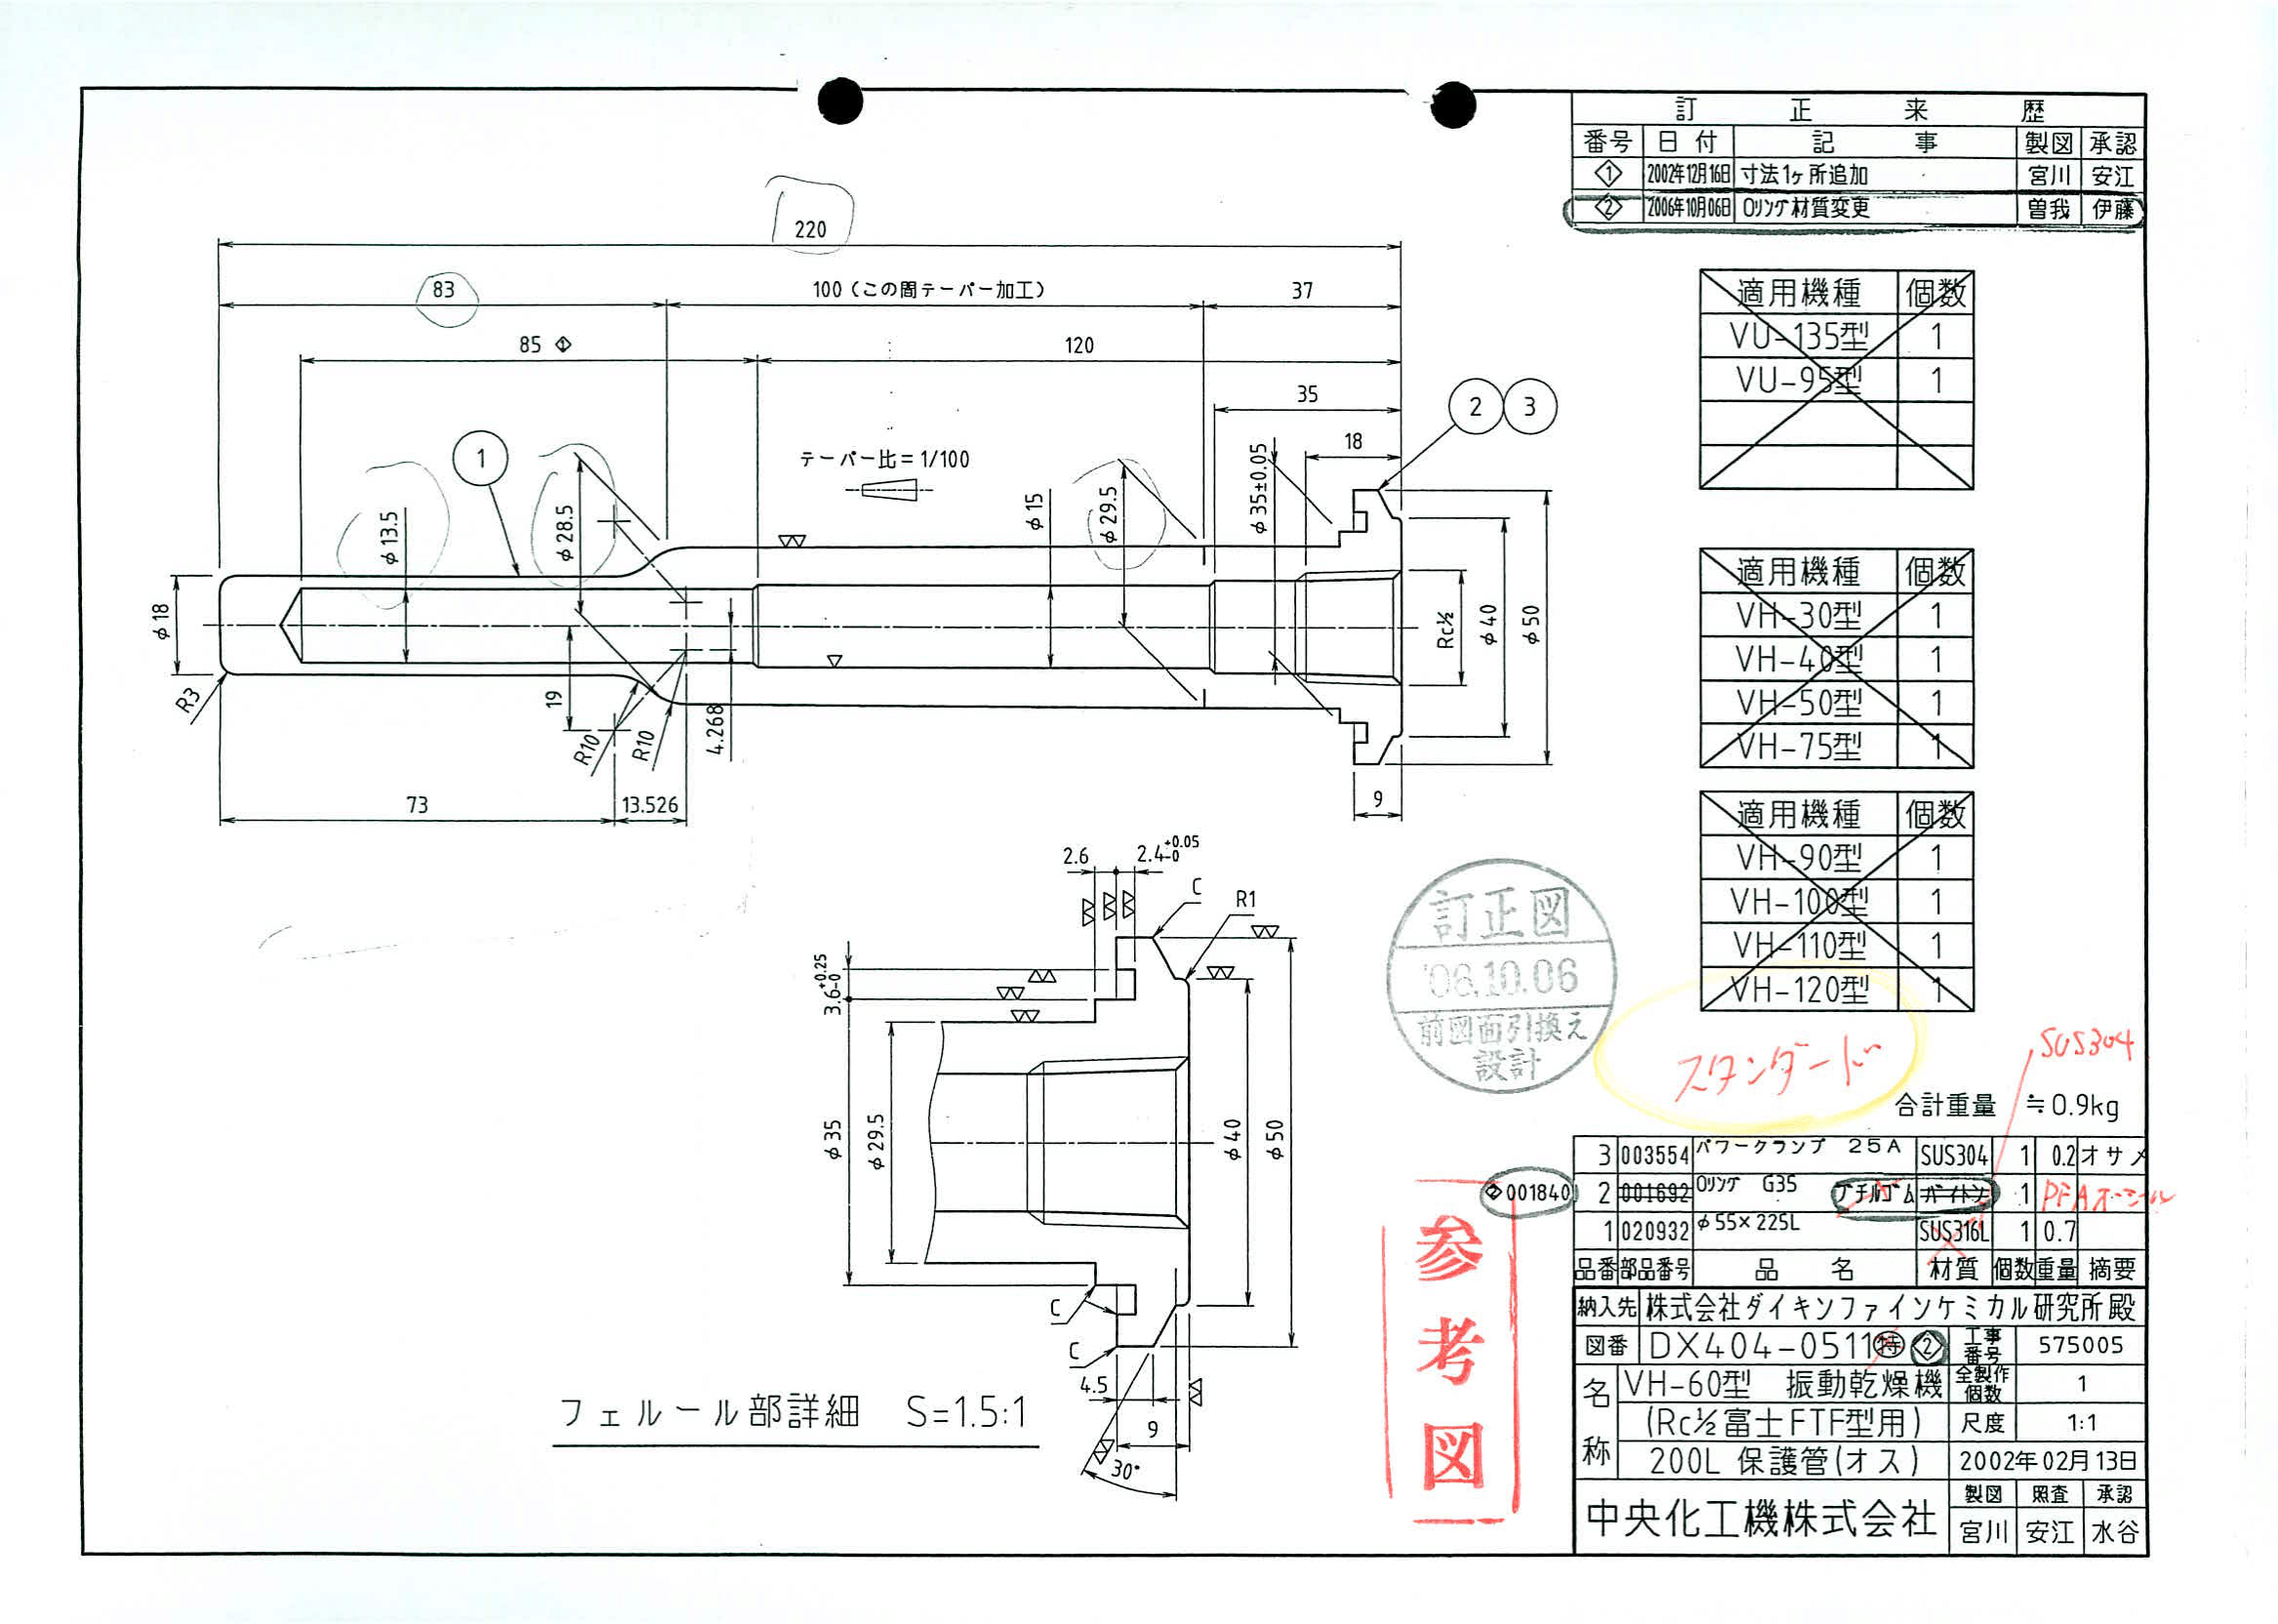 訂正来歴
番号 日付 記事 製図 承認
1 2002年12月16日 寸法1ヶ所追加 宮川 安江
2 2006年10月06日 Oリング材質変更 曽我 伊藤
220
83 100(この間テーパー加工) 37
85 1 120
35
18
1
2 3
テーパー比=1/100
φ13.5
φ28.5
φ15
φ29.5
φ35±0.05
φ18
R3
19
R10
R10
4.268
Rc½
φ40
φ50
73 13.526
9
適用機種 個数
VU-135型 1
VU-95型 1
適用機種 個数
VH-30型 1
VH-40型 1
VH-50型 1
VH-75型 1
適用機種 個数
VH-90型 1
VH-100型 1
VH-110型 1
VH-120型 1
2.6 2.4+0.05-0
C
R1
3.6+0.25-0
φ35
φ29.5
φ40
φ50
C
C
4.5
9
30°
フェルール部詳細 S=1.5:1
訂正図
'06.10.06
前図面引換え
設計
スタンダード
SUS304
合計重量 ≒0.9kg
3 003554 パワークランプ 25A SUS304 1 0.2 オサメ
2 001840 2 001692 Oリング G35 ブチルゴム バイトン 1 PFAオーシール
1 020932 φ55×225L SUS316L 1 0.7
品番 部品番号 品名 材質 個数 重量 摘要
納入先 株式会社ダイキンファインケミカル研究所殿
図番 DX404-0511 特 2 工事番号 575005
名称 VH-60型 振動乾燥機 全製作個数 1
(Rc½富士FTF型用) 尺度 1:1
200L 保護管(オス) 2002年02月13日
中央化工機株式会社
製図 照査 承認
宮川 安江 水谷
参考図